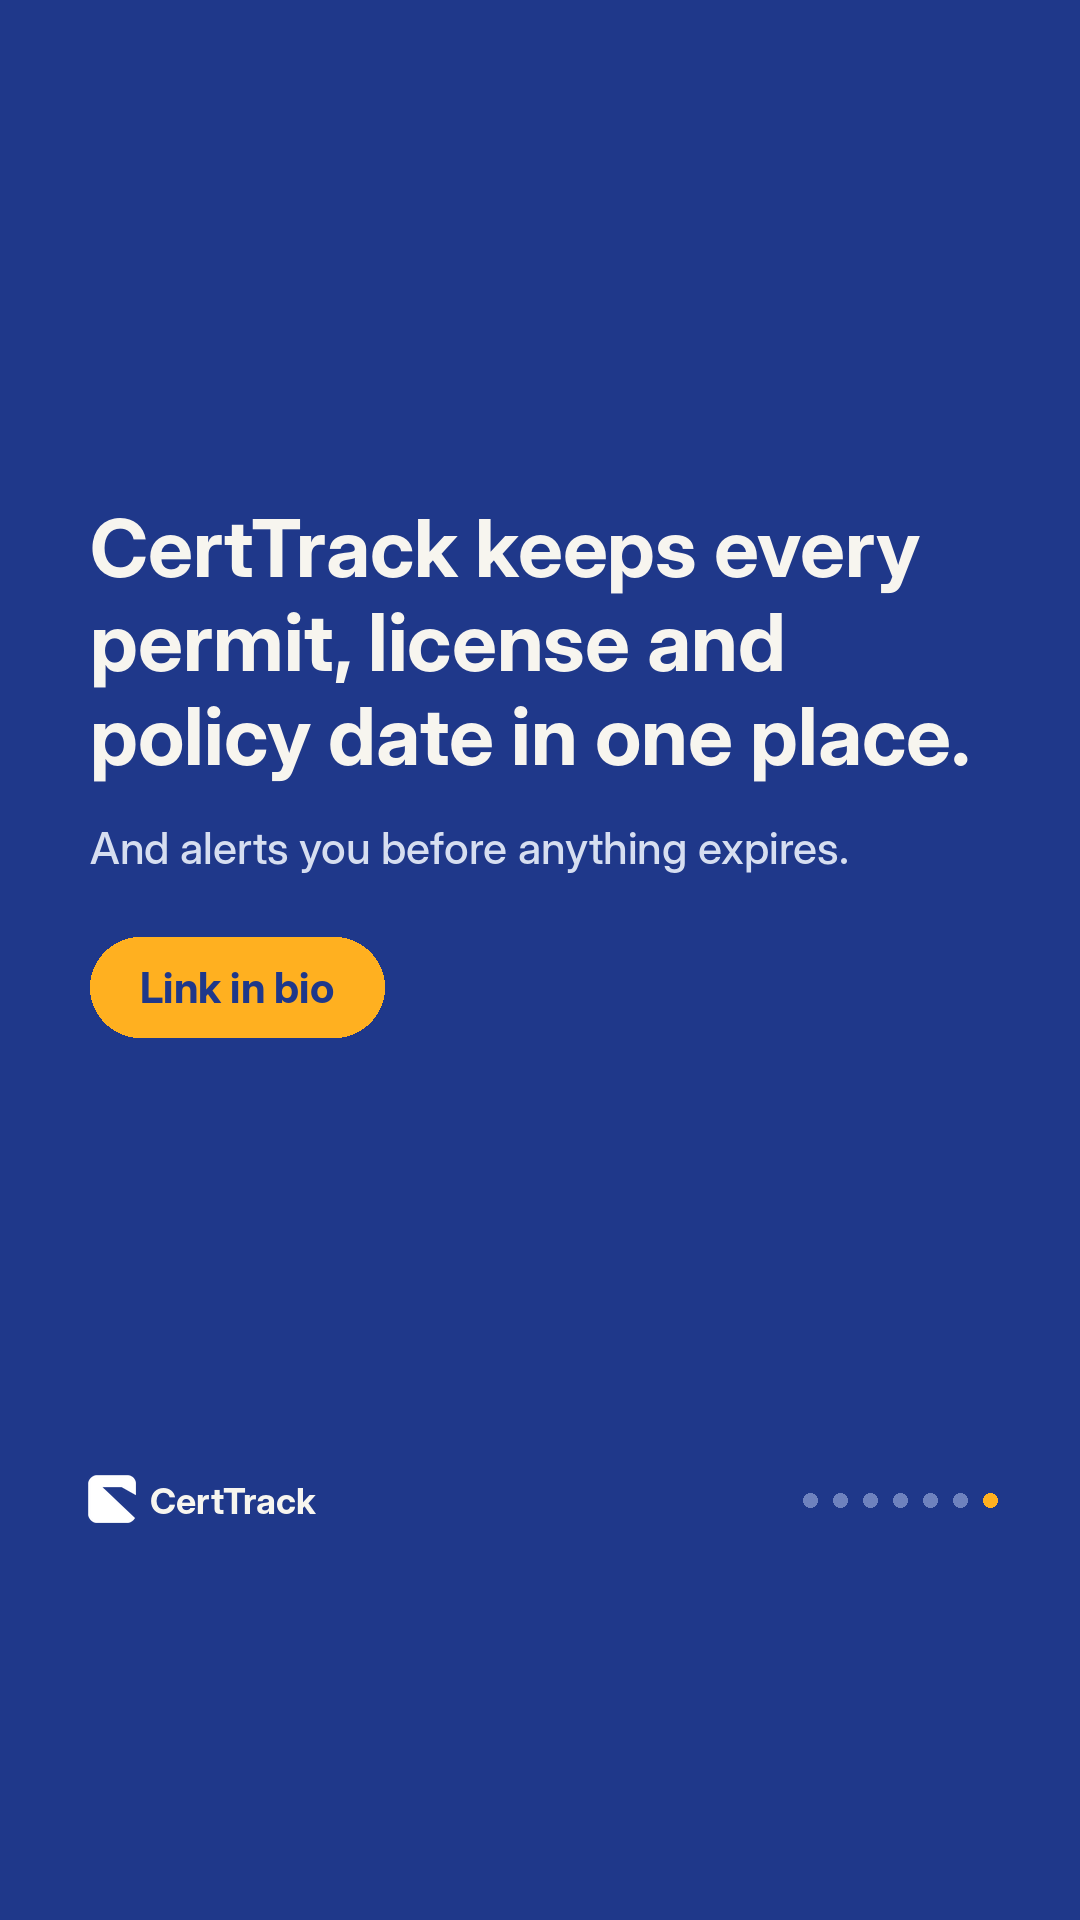 CertTrack keeps every
permit, license and
policy date in one place.
And alerts you before anything expires.
Link in bio
CertTrack